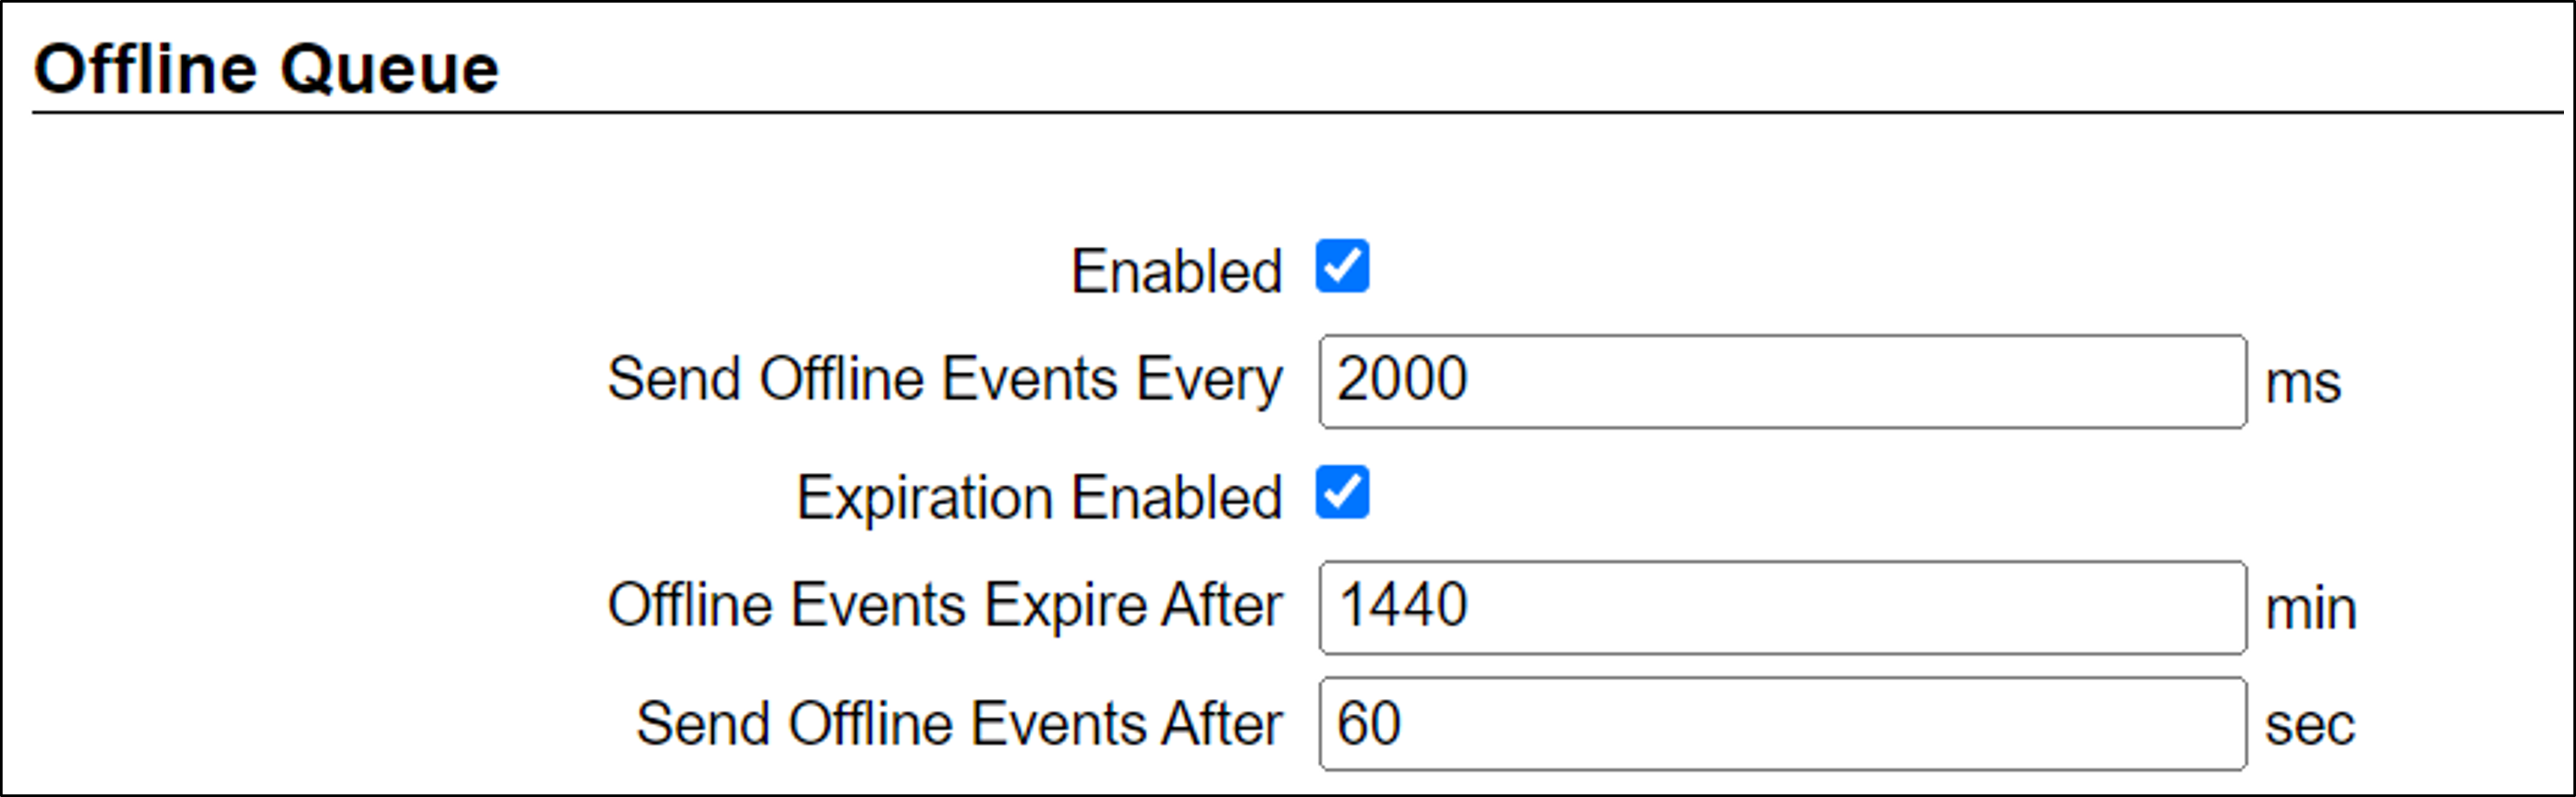 Offline Queue
Enabled
Send Offline Events Every 2000 ms
Expiration Enabled
Offline Events Expire After 1440 min
Send Offline Events After 60 sec